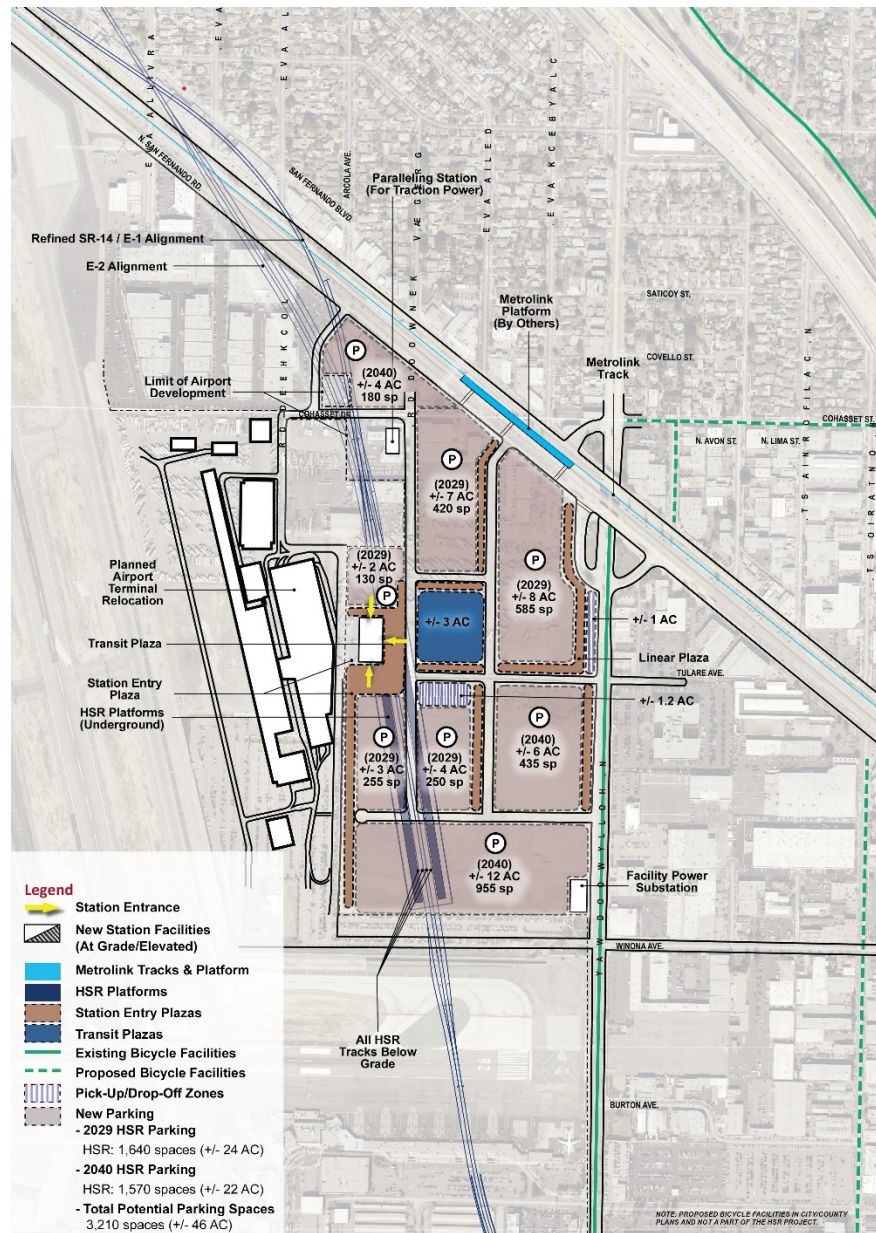 .EVA AILED
.EVA KCEBYALC
N. SAN FERNANDO RD.
SAN FERNANDO BLVD.
ARCOLA AVE.
Paralleling Station
(For Traction Power)
Refined SR-14 / E-1 Alignment
E-2 Alignment
SATICOY ST.
Metrolink
Platform
(By Others)
COVELLO ST.
Metrolink
Track
P
(2040)
+/- 4 AC
180 sp
Limit of Airport
Development
COHASSET DR.
COHASSET ST.
N. AVON ST.
N. LIMA ST.
TS AINROFILAC N
TS OIRATNO N
P
(2029)
+/- 7 AC
420 sp
P
(2029)
+/- 8 AC
585 sp
(2029)
+/- 2 AC
130 sp
P
Planned
Airport
Terminal
Relocation
+/- 3 AC
+/- 1 AC
Transit Plaza
Linear Plaza
TULARE AVE.
Station Entry
Plaza
+/- 1.2 AC
HSR Platforms
(Underground)
P
(2029)
+/- 3 AC
255 sp
P
(2029)
+/- 4 AC
250 sp
P
(2040)
+/- 6 AC
435 sp
P
(2040)
+/- 12 AC
955 sp
Facility Power
Substation
YAW DOOWYLLOH N
WINONA AVE.
All HSR
Tracks Below
Grade
BURTON AVE.
Legend
Station Entrance
New Station Facilities
(At Grade/Elevated)
Metrolink Tracks & Platform
HSR Platforms
Station Entry Plazas
Transit Plazas
Existing Bicycle Facilities
Proposed Bicycle Facilities
Pick-Up/Drop-Off Zones
New Parking
- 2029 HSR Parking
HSR: 1,640 spaces (+/- 24 AC)
- 2040 HSR Parking
HSR: 1,570 spaces (+/- 22 AC)
- Total Potential Parking Spaces
3,210 spaces (+/- 46 AC)
NOTE: PROPOSED BICYCLE FACILITIES IN CITY/COUNTY
PLANS AND NOT A PART OF THE HSR PROJECT.